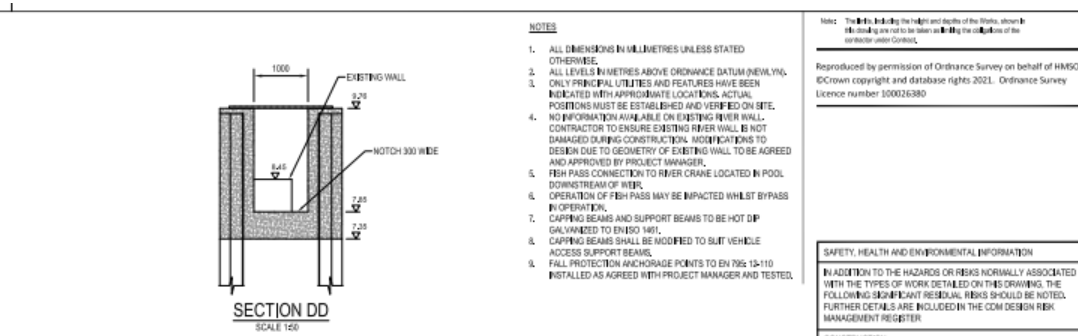 1000
EXISTING WALL
9.76
NOTCH 300 WIDE
8.45
7.85
7.35
SECTION DD
SCALE 1:50
NOTES
1. ALL DIMENSIONS IN MILLIMETRES UNLESS STATED
OTHERWISE.
2. ALL LEVELS IN METRES ABOVE ORDNANCE DATUM (NEWLYN).
3. ONLY PRINCIPAL UTILITIES AND FEATURES HAVE BEEN
INDICATED WITH APPROXIMATE LOCATIONS. ACTUAL
POSITIONS MUST BE ESTABLISHED AND VERIFIED ON SITE.
4. NO INFORMATION AVAILABLE ON EXISTING RIVER WALL.
CONTRACTOR TO ENSURE EXISTING RIVER WALL IS NOT
DAMAGED DURING CONSTRUCTION. MODIFICATIONS TO
DESIGN DUE TO GEOMETRY OF EXISTING WALL TO BE AGREED
AND APPROVED BY PROJECT MANAGER.
5. FISH PASS CONNECTION TO RIVER CRANE LOCATED IN POOL
DOWNSTREAM OF WEIR.
6. OPERATION OF FISH PASS MAY BE IMPACTED WHILST BYPASS
IN OPERATION.
7. CAPPING BEAMS AND SUPPORT BEAMS TO BE HOT DIP
GALVANIZED TO EN ISO 1461.
8. CAPPING BEAMS SHALL BE MODIFIED TO SUIT VEHICLE
ACCESS SUPPORT BEAMS.
9. FALL PROTECTION ANCHORAGE POINTS TO EN 795: 12-110
INSTALLED AS AGREED WITH PROJECT MANAGER AND TESTED.
Note: The limits, including the height and depths of the Works, shown in
this drawing are not to be taken as limiting the obligations of the
contractor under Contract.
Reproduced by permission of Ordnance Survey on behalf of HMSO
©Crown copyright and database rights 2021. Ordnance Survey
Licence number 100026380
SAFETY, HEALTH AND ENVIRONMENTAL INFORMATION
IN ADDITION TO THE HAZARDS OR RISKS NORMALLY ASSOCIATED
WITH THE TYPES OF WORK DETAILED ON THIS DRAWING, THE
FOLLOWING SIGNIFICANT RESIDUAL RISKS SHOULD BE NOTED.
FURTHER DETAILS ARE INCLUDED IN THE CDM DESIGN RISK
MANAGEMENT REGISTER